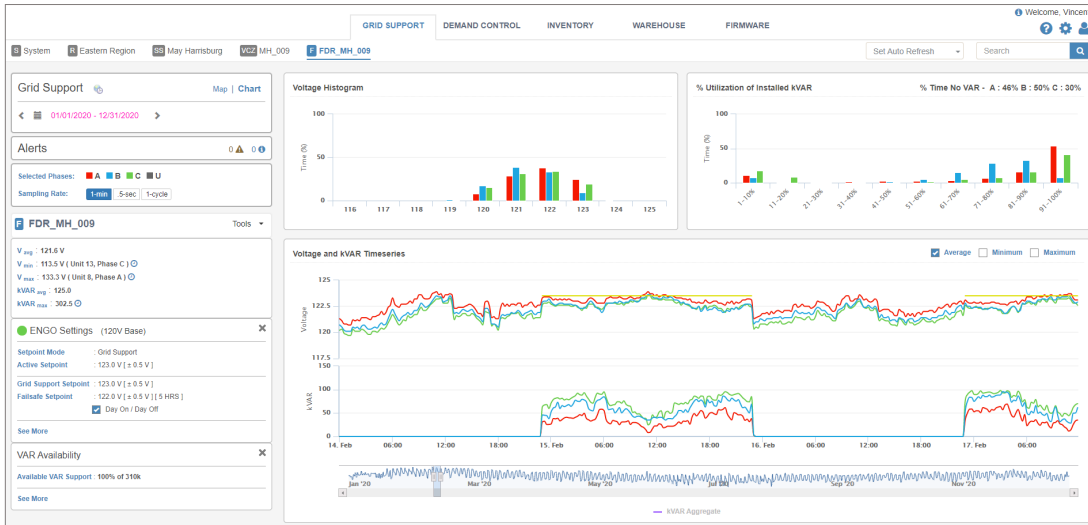 Welcome, Vincen
GRID SUPPORT DEMAND CONTROL INVENTORY WAREHOUSE FIRMWARE
S System R Eastern Region SS May Harrisburg VCZ MH_009 F FDR_MH_009 Set Auto Refresh Search
Grid Support Map | Chart
01/01/2020 - 12/31/2020
Alerts 0 0
Selected Phases: A B C U
Sampling Rate: 1-min .5-sec 1-cycle
F FDR_MH_009 Tools
V avg : 121.6 V
V min : 113.5 V ( Unit 13, Phase C )
V max : 133.3 V ( Unit 8, Phase A )
kVAR avg : 125.0
kVAR max : 302.5
ENGO Settings (120V Base)
Setpoint Mode : Grid Support
Active Setpoint : 123.0 V [ ± 0.5 V ]
Grid Support Setpoint : 123.0 V [ ± 0.5 V ]
Failsafe Setpoint : 122.0 V [ ± 0.5 V ] [ 5 HRS ]
Day On / Day Off
See More
VAR Availability
Available VAR Support : 100% of 310k
See More
Voltage Histogram
Time (%)
100
50
0
116 117 118 119 120 121 122 123 124 125
% Utilization of Installed kVAR % Time No VAR - A : 46% B : 50% C : 30%
Time (%)
100
50
0
1-10% 11-20% 21-30% 31-40% 41-50% 51-60% 61-70% 71-80% 81-90% 91-100%
Voltage and kVAR Timeseries Average Minimum Maximum
Voltage
125
122.5
120
117.5
kVAR
150
100
50
0
14. Feb 06:00 12:00 18:00 15. Feb 06:00 12:00 18:00 16. Feb 06:00 12:00 18:00 17. Feb 06:00
Jan '20 Mar '20 May '20 Jul '20 Sep '20 Nov '20
kVAR Aggregate